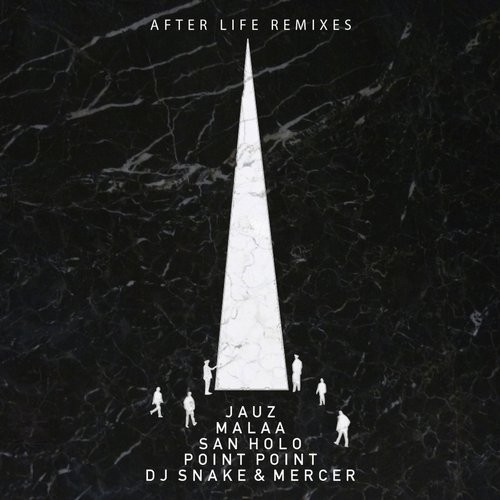 AFTER LIFE REMIXES
JAUZ
MALAA
SAN HOLO
POINT POINT
DJ SNAKE & MERCER